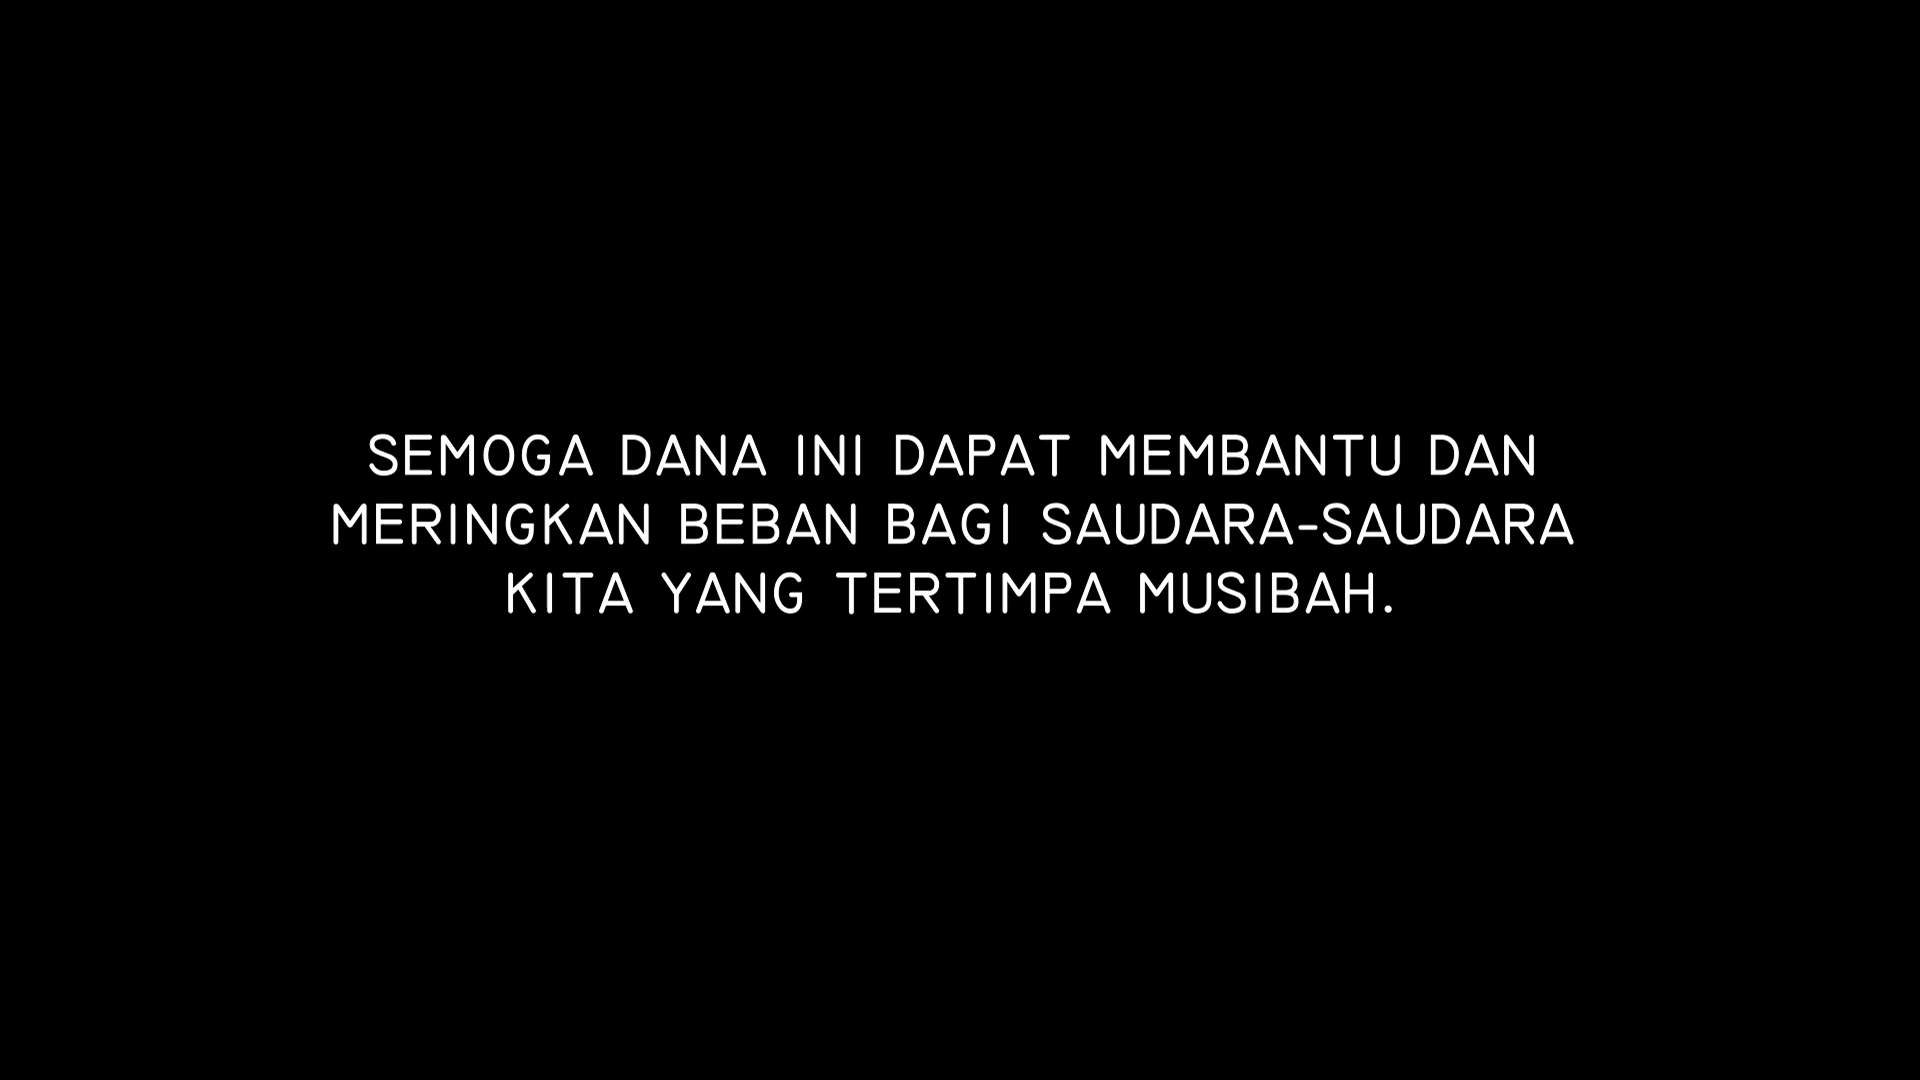 SEMOGA DANA INI DAPAT MEMBANTU DAN
MERINGKAN BEBAN BAGI SAUDARA-SAUDARA
KITA YANG TERTIMPA MUSIBAH.